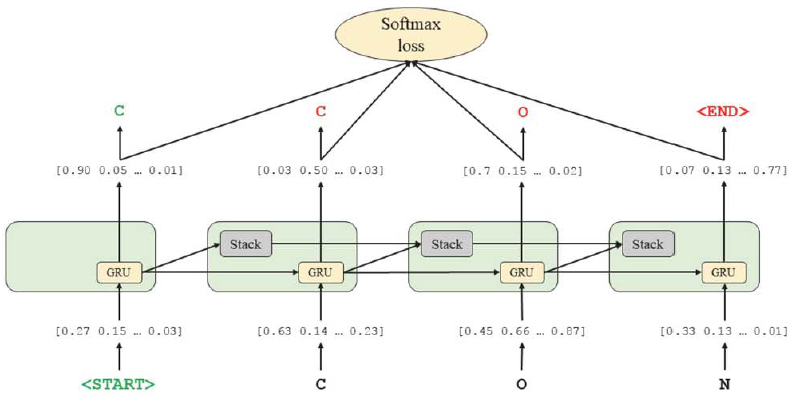 Softmax
loss
C C O <END>
[0.90 0.05 … 0.01] [0.03 0.50 … 0.03] [0.7 0.15 … 0.02] [0.07 0.13 … 0.77]
Stack Stack Stack
GRU GRU GRU GRU
[0.27 0.15 … 0.03] [0.63 0.14 … 0.23] [0.45 0.66 … 0.87] [0.33 0.13 … 0.01]
<START> C O N